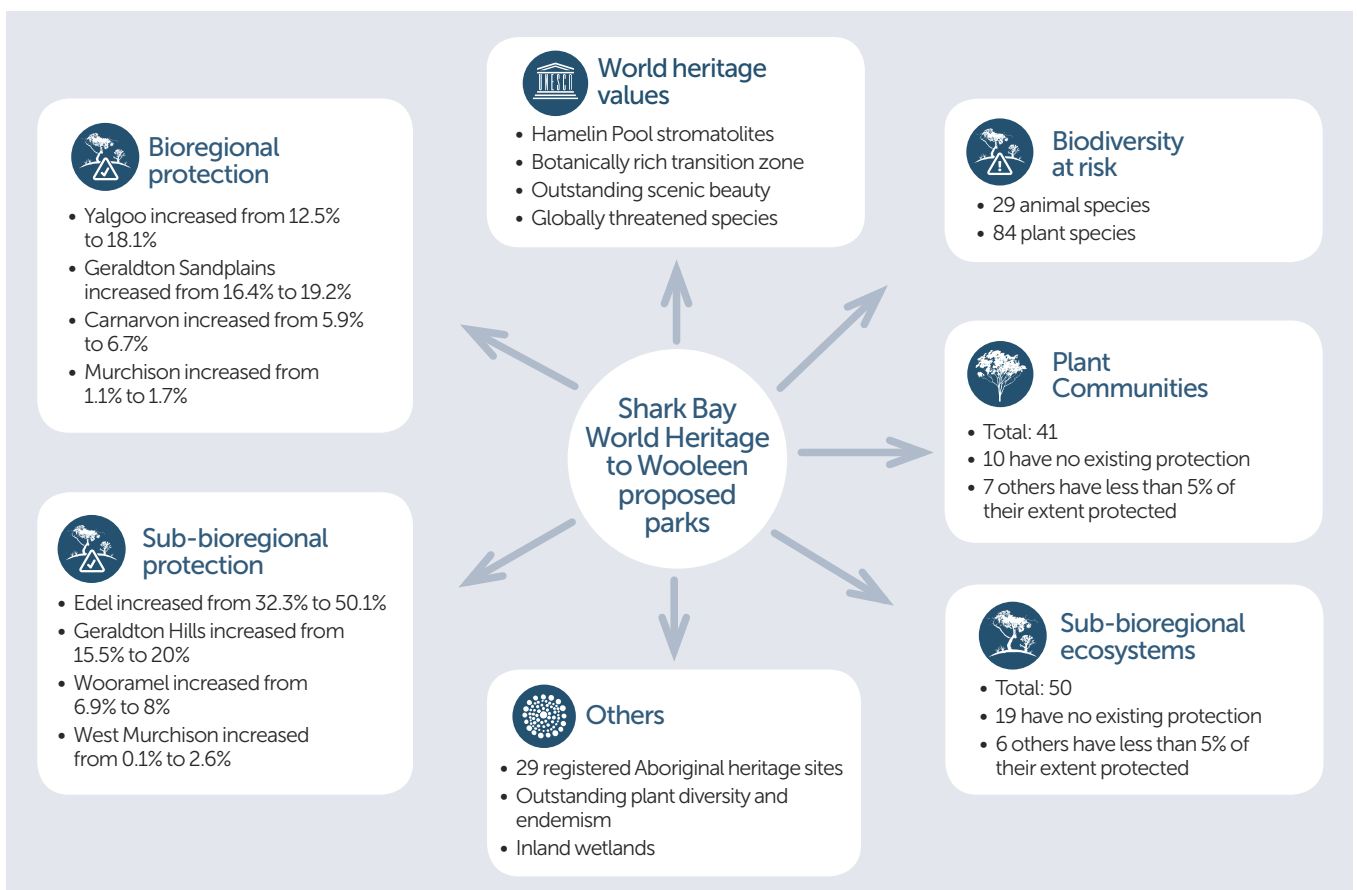 World heritage
values
UNESCO
• Hamelin Pool stromatolites
• Botanically rich transition zone
• Outstanding scenic beauty
• Globally threatened species
Bioregional
protection
• Yalgoo increased from 12.5%
to 18.1%
• Geraldton Sandplains
increased from 16.4% to 19.2%
• Carnarvon increased from 5.9%
to 6.7%
• Murchison increased from
1.1% to 1.7%
Biodiversity
at risk
• 29 animal species
• 84 plant species
Plant
Communities
• Total: 41
• 10 have no existing protection
• 7 others have less than 5% of
their extent protected
Shark Bay
World Heritage
to Wooleen
proposed
parks
Sub-bioregional
protection
• Edel increased from 32.3% to 50.1%
• Geraldton Hills increased from
15.5% to 20%
• Wooramel increased from
6.9% to 8%
• West Murchison increased
from 0.1% to 2.6%
Sub-bioregional
ecosystems
• Total: 50
• 19 have no existing protection
• 6 others have less than 5% of
their extent protected
Others
• 29 registered Aboriginal heritage sites
• Outstanding plant diversity and
endemism
• Inland wetlands